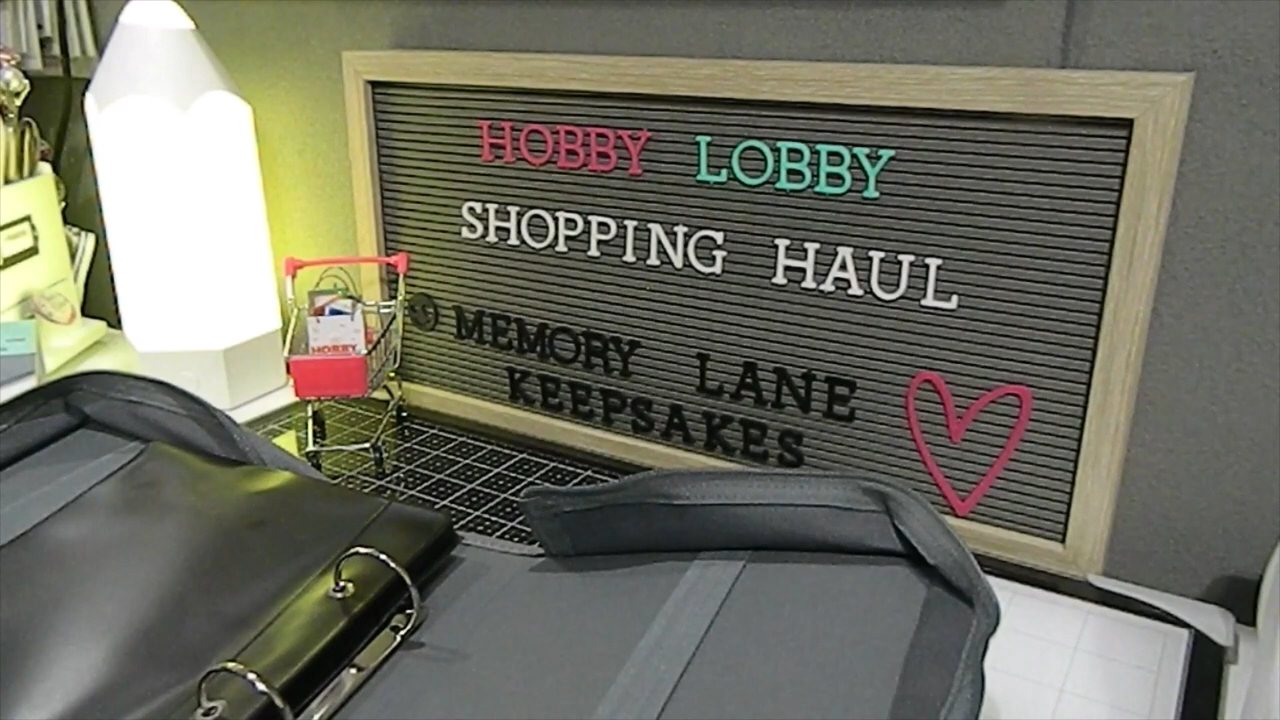 HOBBY LOBBY
SHOPPING HAUL
MEMORY LANE
KEEPSAKES
HOBBY